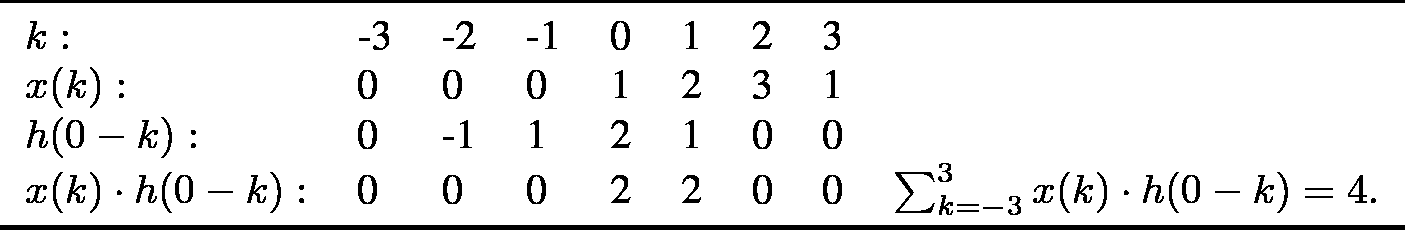 k : -3 -2 -1 0 1 2 3
x(k) : 0 0 0 1 2 3 1
h(0 − k) : 0 -1 1 2 1 0 0
x(k) · h(0 − k) : 0 0 0 2 2 0 0 ∑_{k=−3}^{3} x(k) · h(0 − k) = 4.